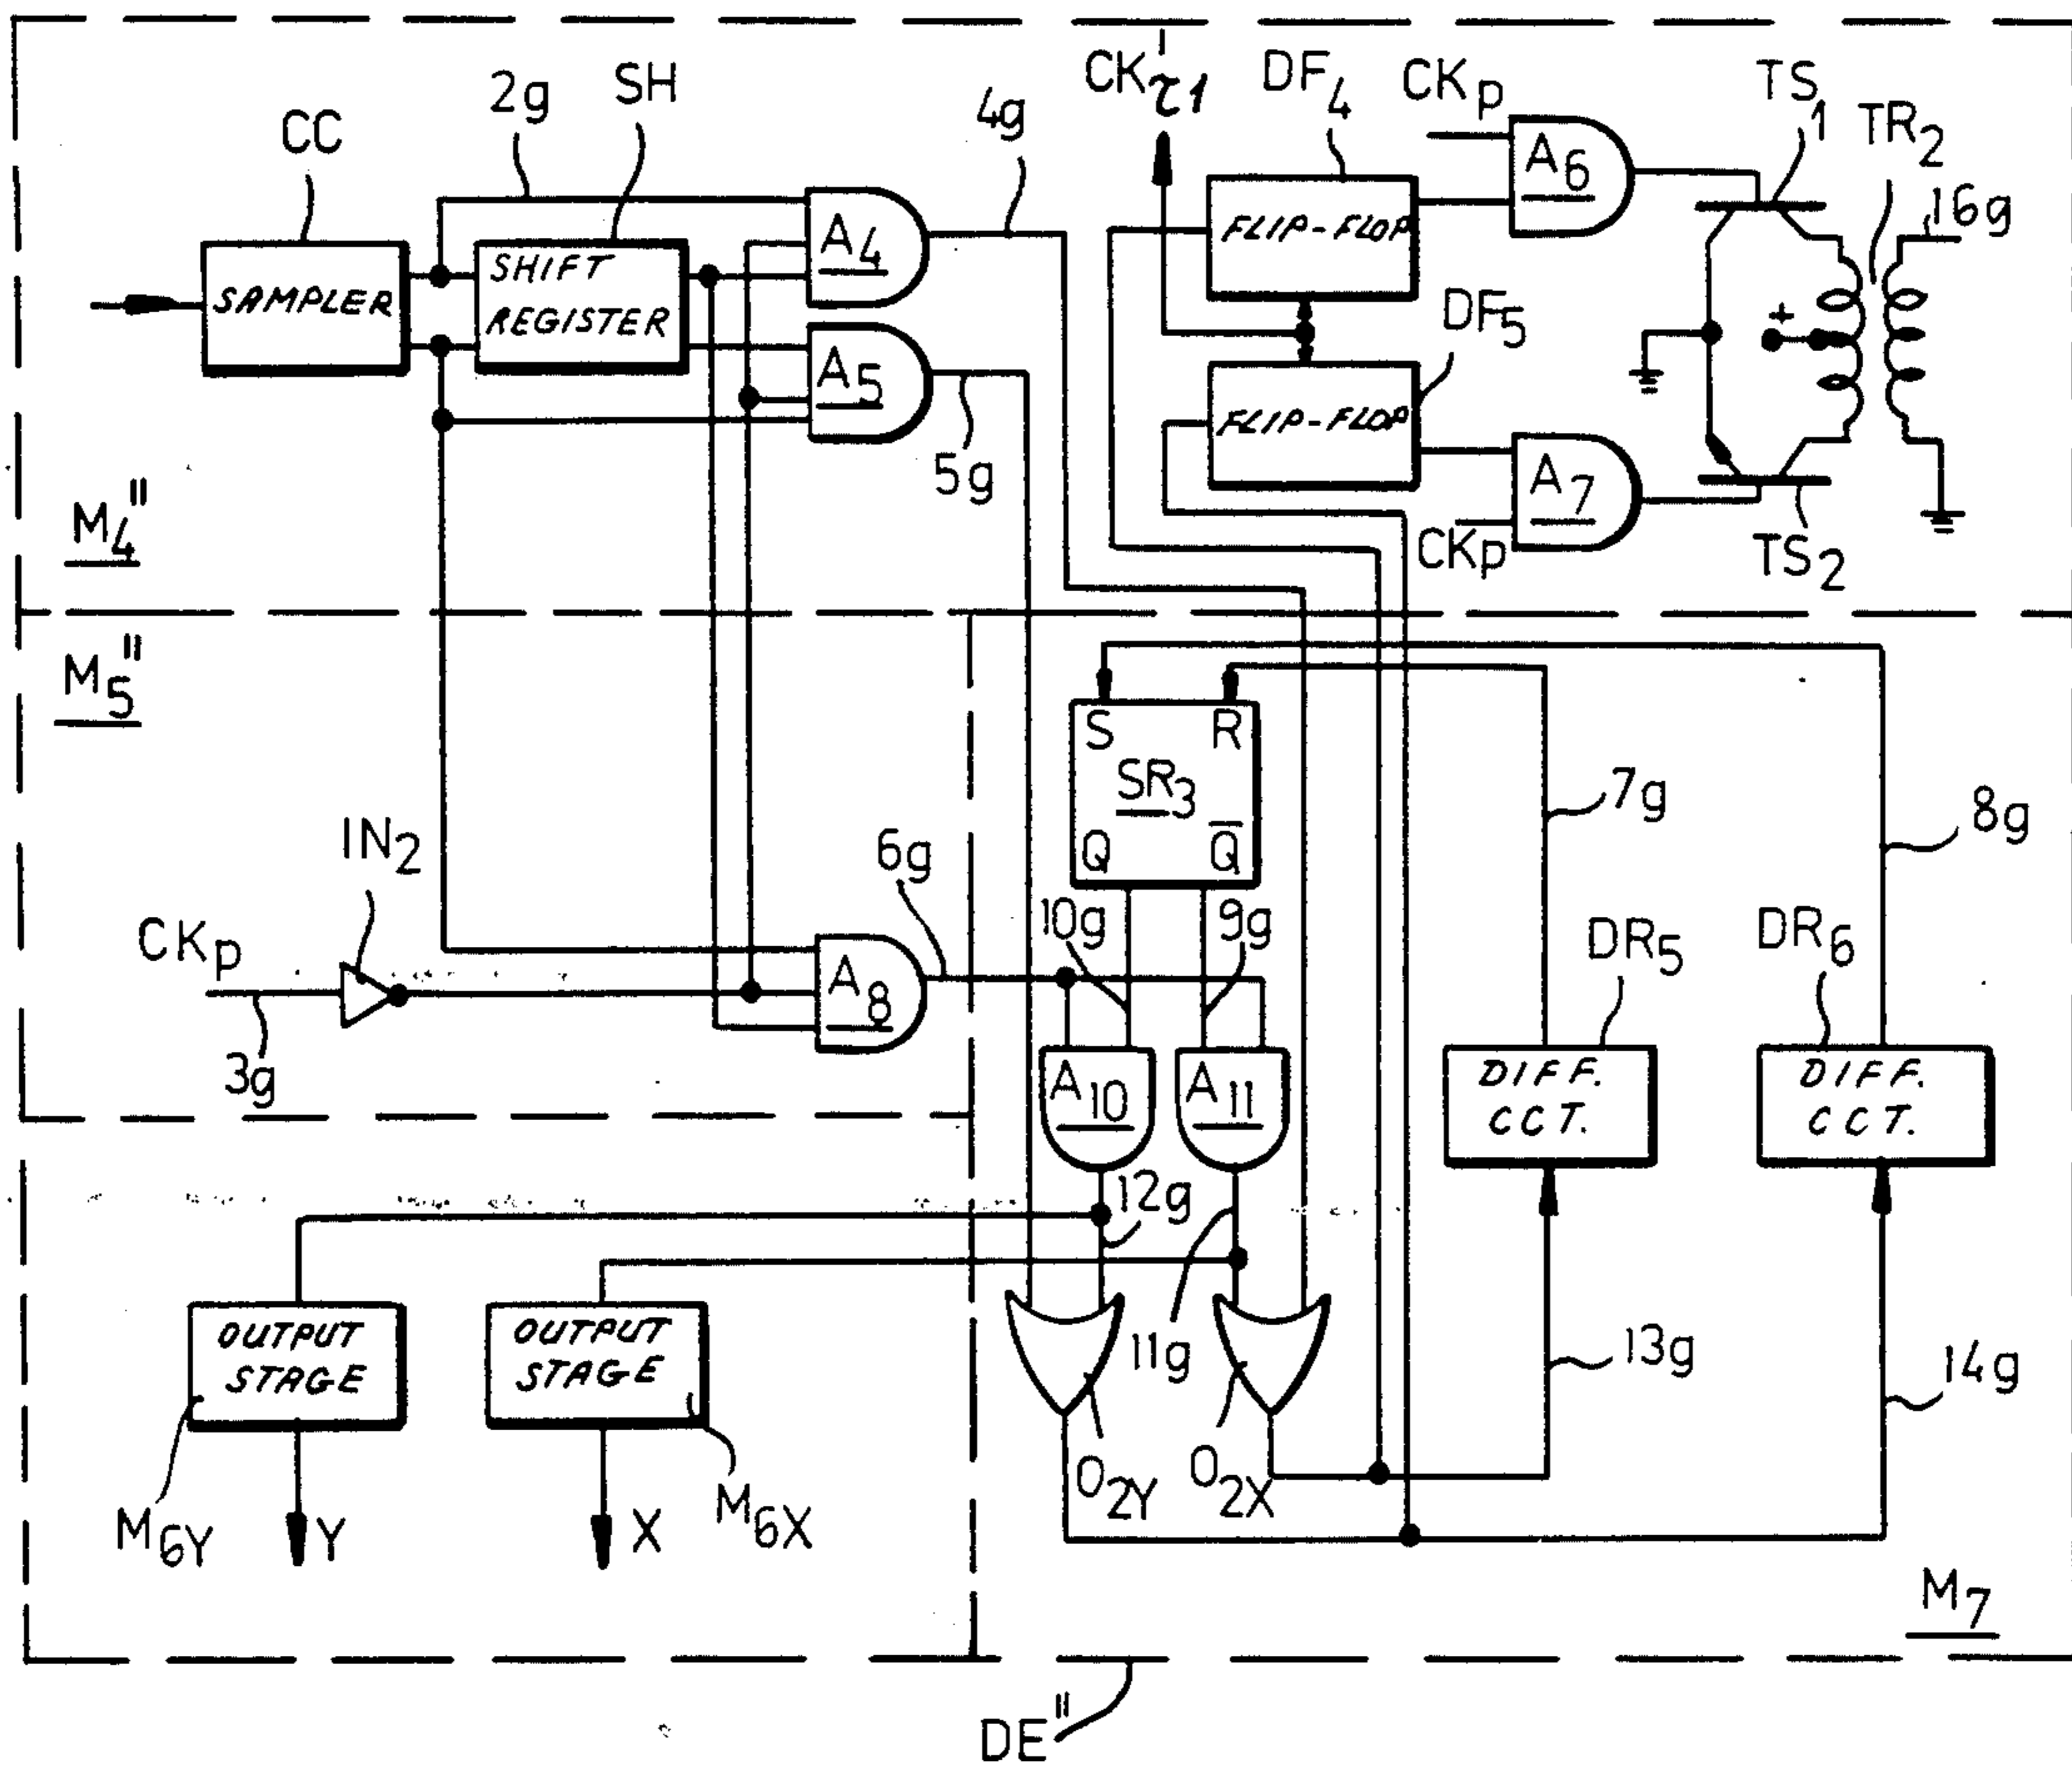 CK'τ1
DF4
CKp
TS1
TR2
2g
SH
4g
CC
A6
16g
A4
FLIP-FLOP
SHIFT
REGISTER
SAMPLER
+
DF5
A5
FLIP-FLOP
5g
A7
M4"
CKp
TS2
M5"
S
R
SR3
7g
8g
IN2
6g
Q
Q̅
10g
9g
DR5
DR6
CKp
A8
3g
A10
A11
DIFF.
CCT.
DIFF.
CCT.
12g
OUTPUT
STAGE
OUTPUT
STAGE
11g
13g
14g
O2Y
O2X
M6Y
Y
X
M6X
M7
DE"